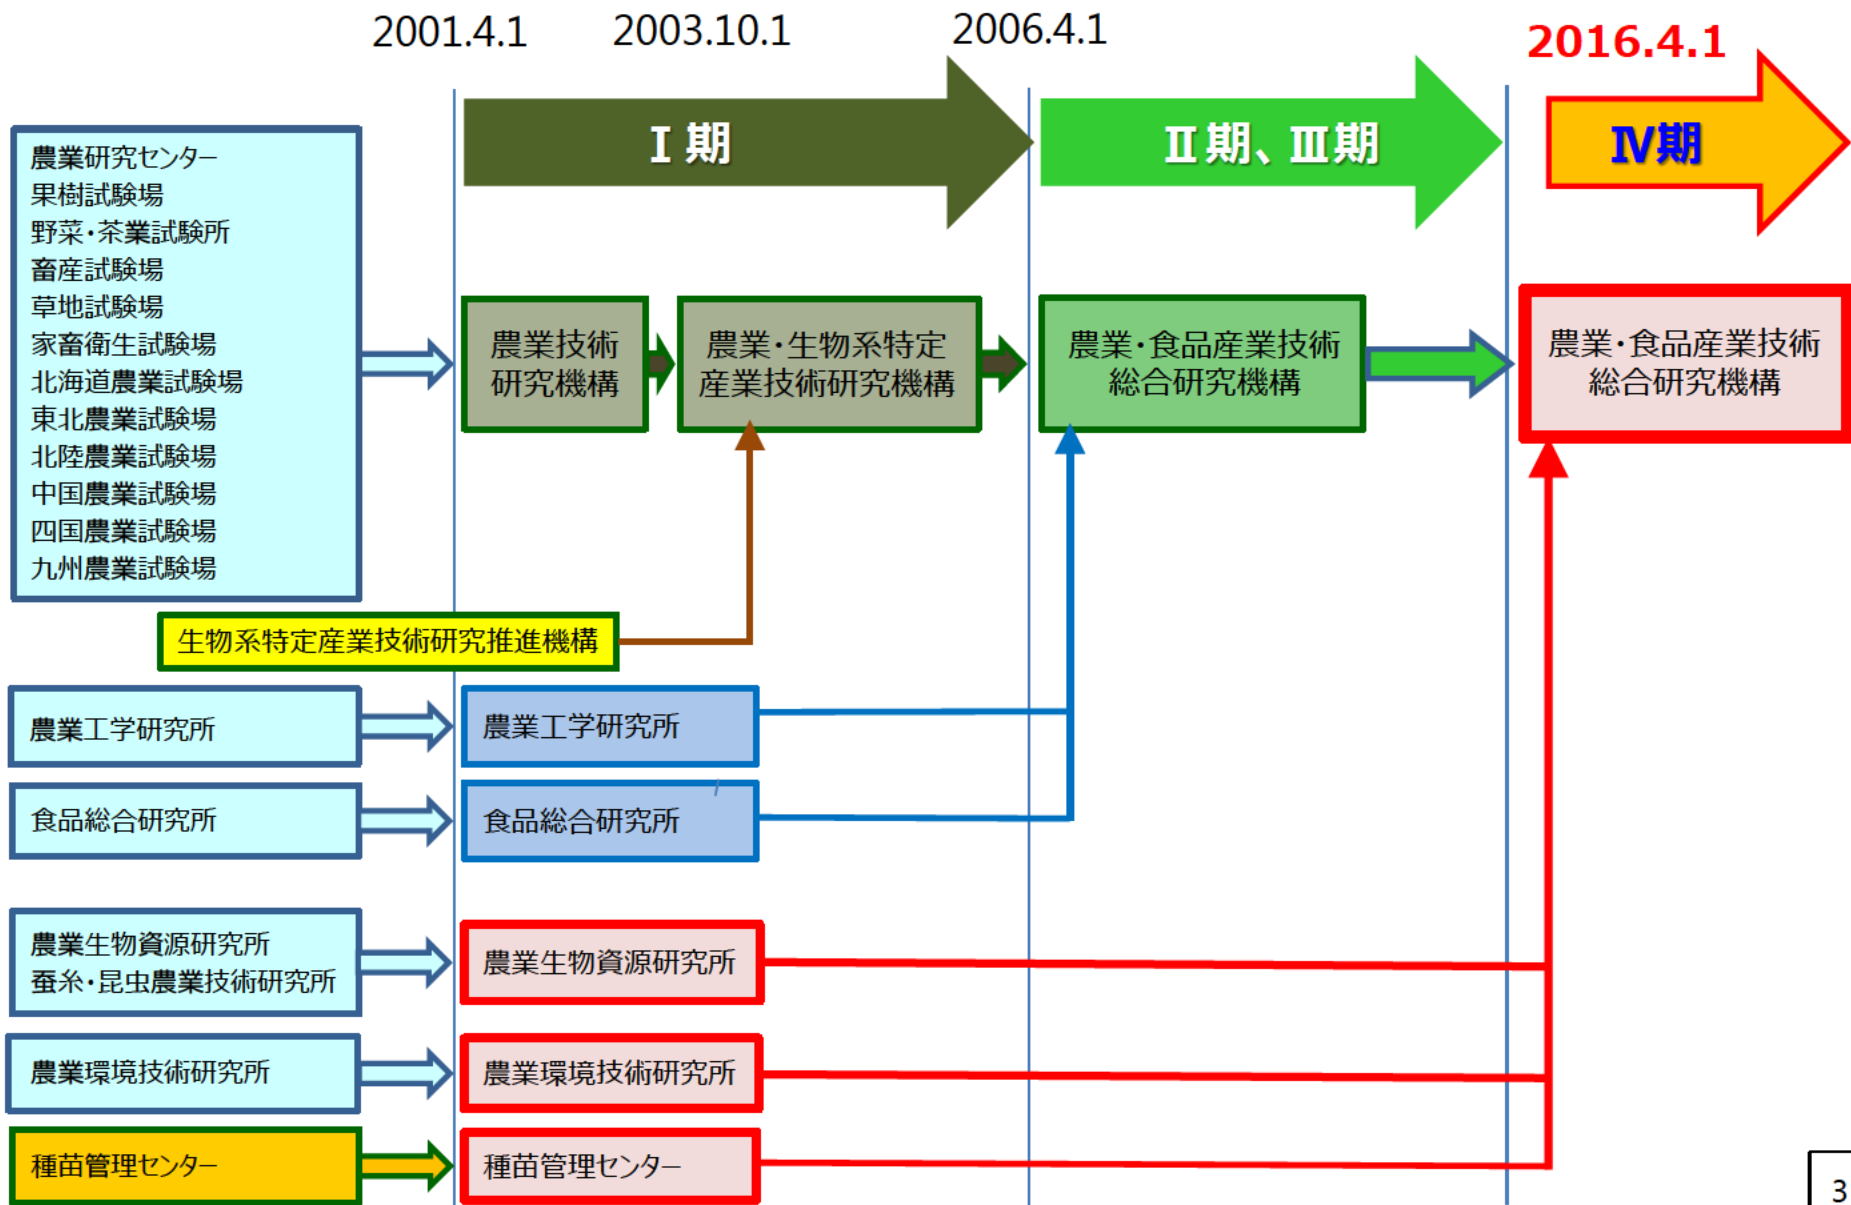 2001.4.1
2003.10.1
2006.4.1
2016.4.1
Ⅰ期
Ⅱ期、Ⅲ期
Ⅳ期
農業研究センター
果樹試験場
野菜・茶業試験所
畜産試験場
草地試験場
家畜衛生試験場
北海道農業試験場
東北農業試験場
北陸農業試験場
中国農業試験場
四国農業試験場
九州農業試験場
農業技術
研究機構
農業・生物系特定
産業技術研究機構
農業・食品産業技術
総合研究機構
農業・食品産業技術
総合研究機構
生物系特定産業技術研究推進機構
農業工学研究所
農業工学研究所
食品総合研究所
食品総合研究所
農業生物資源研究所
蚕糸・昆虫農業技術研究所
農業生物資源研究所
農業環境技術研究所
農業環境技術研究所
種苗管理センター
種苗管理センター
3